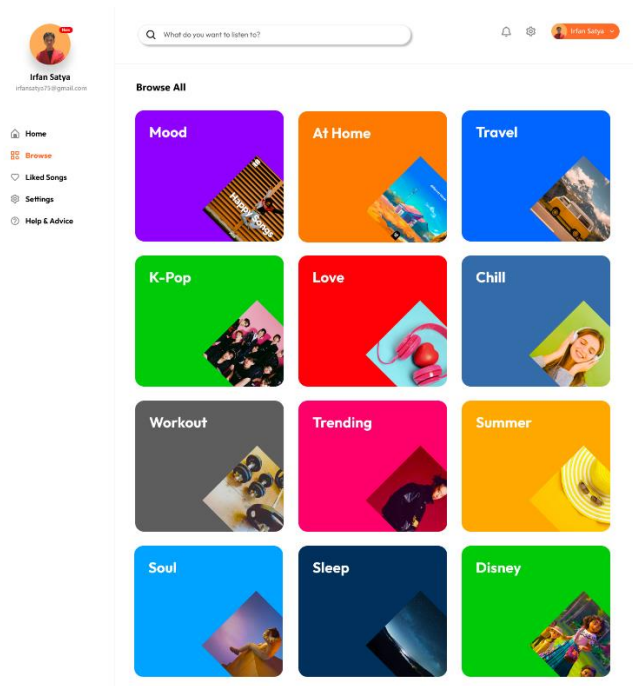 What do you want to listen to?
Irfan Satya
Irfan Satya
irfansatya75@gmail.com
Home
Browse
Liked Songs
Settings
Help & Advice
Browse All
Mood
Happy Songs
At Home
Travel
K-Pop
Love
Chill
Workout
Trending
Summer
Soul
Sleep
Disney